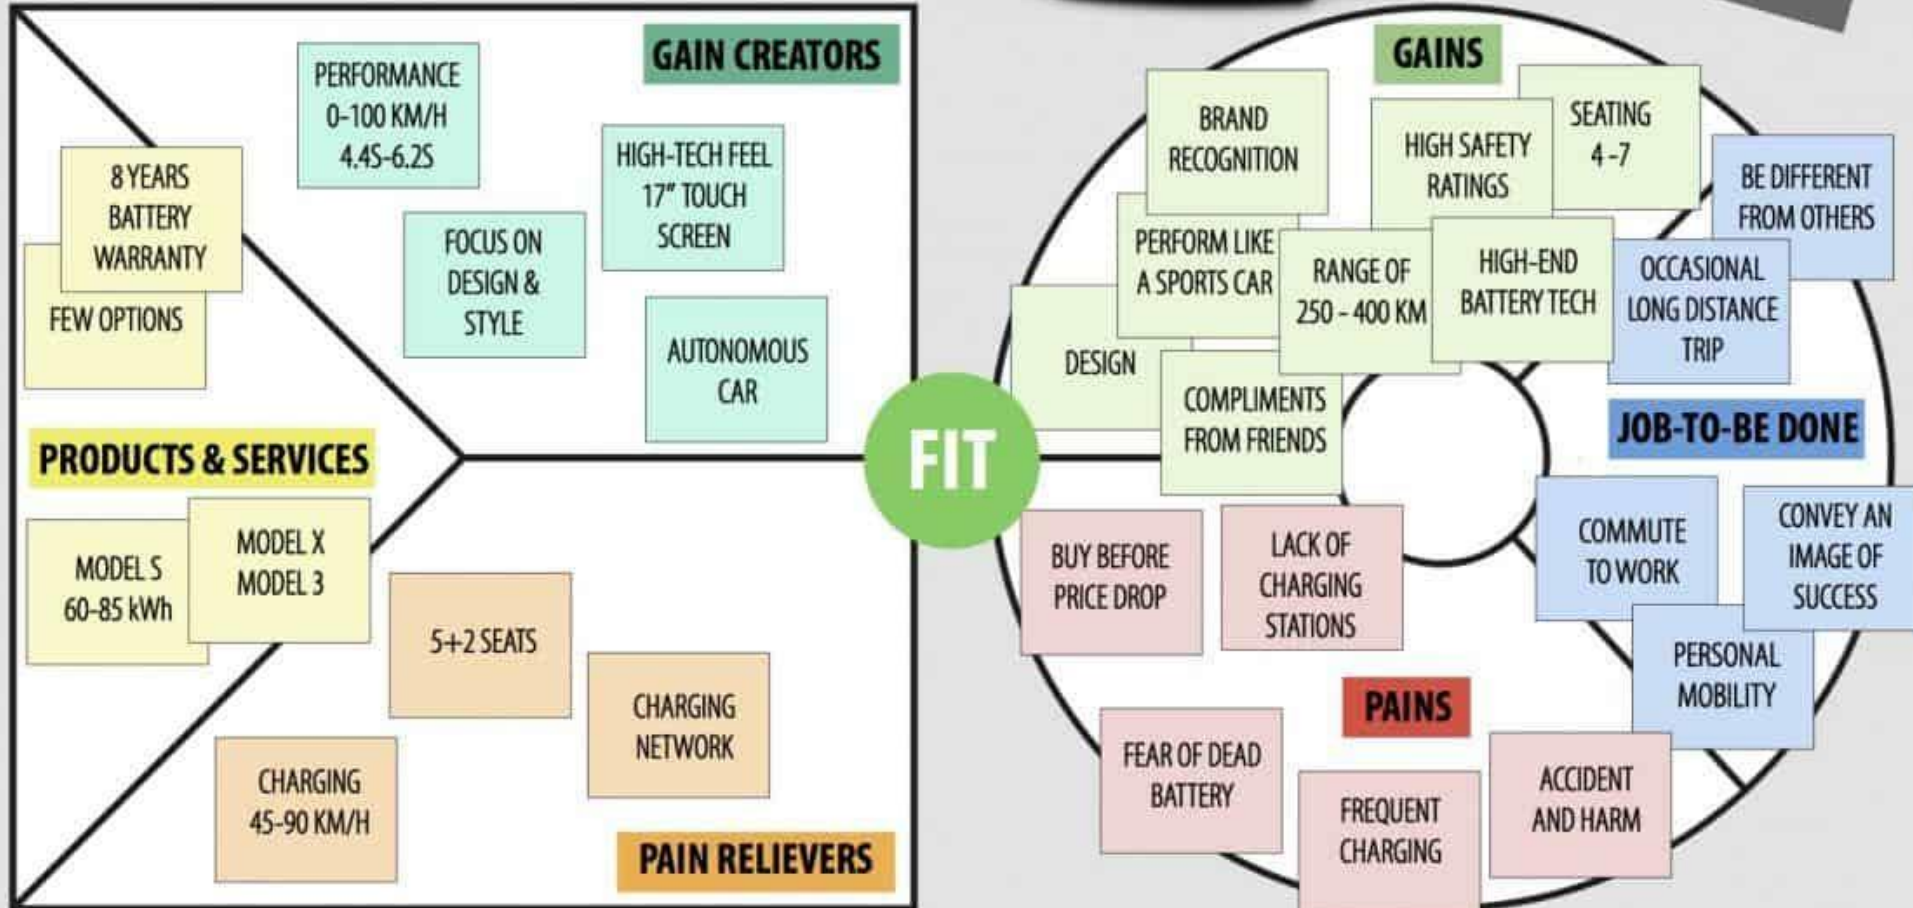 GAIN CREATORS
PERFORMANCE
0-100 KM/H
4.4S-6.2S
HIGH-TECH FEEL
17” TOUCH
SCREEN
FOCUS ON
DESIGN &
STYLE
AUTONOMOUS
CAR
8 YEARS
BATTERY
WARRANTY
FEW OPTIONS
PRODUCTS & SERVICES
MODEL S
60-85 kWh
MODEL X
MODEL 3
5+2 SEATS
CHARGING
NETWORK
CHARGING
45-90 KM/H
PAIN RELIEVERS
FIT
GAINS
BRAND
RECOGNITION
HIGH SAFETY
RATINGS
SEATING
4 -7
PERFORM LIKE
A SPORTS CAR
RANGE OF
250 - 400 KM
HIGH-END
BATTERY TECH
DESIGN
COMPLIMENTS
FROM FRIENDS
BE DIFFERENT
FROM OTHERS
OCCASIONAL
LONG DISTANCE
TRIP
JOB-TO-BE DONE
COMMUTE
TO WORK
CONVEY AN
IMAGE OF
SUCCESS
PERSONAL
MOBILITY
BUY BEFORE
PRICE DROP
LACK OF
CHARGING
STATIONS
PAINS
FEAR OF DEAD
BATTERY
FREQUENT
CHARGING
ACCIDENT
AND HARM